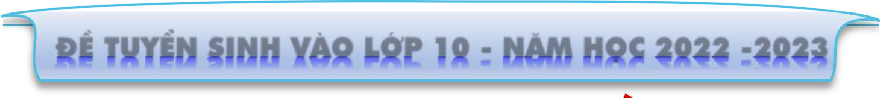 ĐỀ TUYỂN SINH VÀO LỚP 10 - NĂM HỌC 2022 -2023